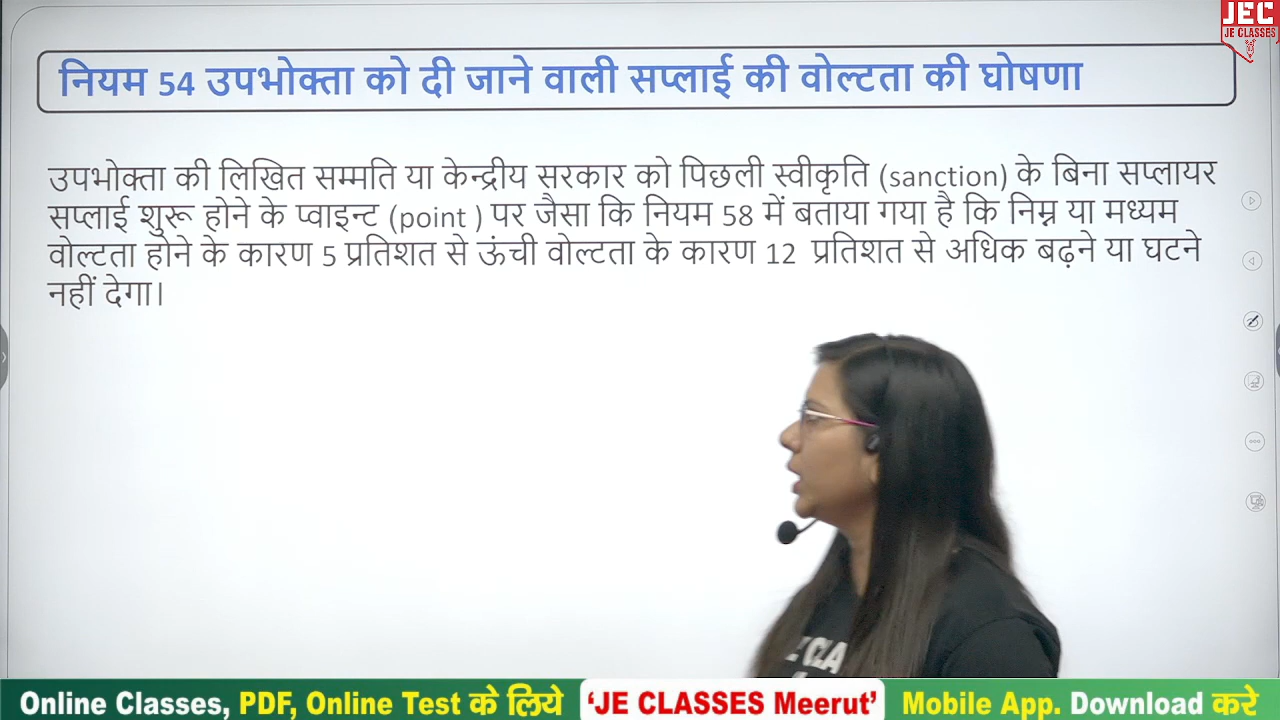 JEC
JE CLASSES
नियम 54 उपभोक्ता को दी जाने वाली सप्लाई की वोल्टता की घोषणा
उपभोक्ता की लिखित सम्मति या केन्द्रीय सरकार को पिछली स्वीकृति (sanction) के बिना सप्लायर
सप्लाई शुरू होने के प्वाइन्ट (point ) पर जैसा कि नियम 58 में बताया गया है कि निम्न या मध्यम
वोल्टता होने के कारण 5 प्रतिशत से ऊंची वोल्टता के कारण 12 प्रतिशत से अधिक बढ़ने या घटने
नहीं देगा।
Online Classes, PDF, Online Test के लिये 'JE CLASSES Meerut' Mobile App. Download करे